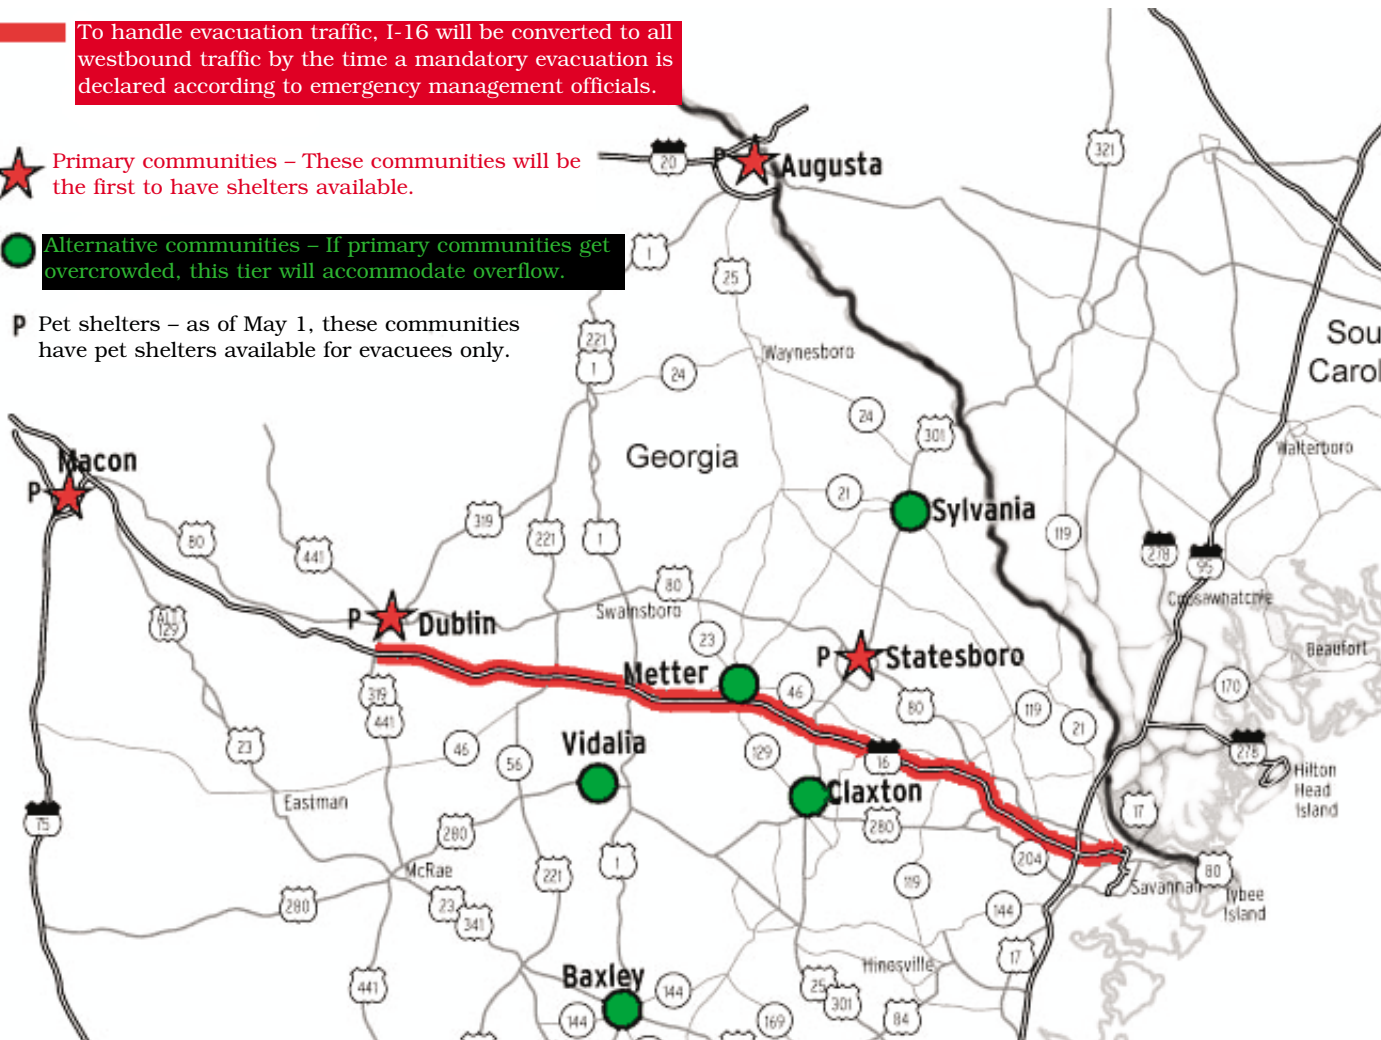 To handle evacuation traffic, I-16 will be converted to all
westbound traffic by the time a mandatory evacuation is
declared according to emergency management officials.
Primary communities – These communities will be
the first to have shelters available.
Alternative communities – If primary communities get
overcrowded, this tier will accommodate overflow.
P Pet shelters – as of May 1, these communities
have pet shelters available for evacuees only.
20
P
Augusta
321
1
25
221
1
Waynesboro
24
24
301
Sou
Carol
Georgia
Walterboro
Macon
P
21
Sylvania
319
80
441
221
1
119
278
95
80
Swainsboro
Coosawhatchie
ALT
129
P
Dublin
23
P
Statesboro
Beaufort
Metter
46
170
319
441
80
119
21
23
46
Vidalia
56
129
16
278
Hilton
Head
Island
Claxton
75
Eastman
280
280
17
McRae
221
1
204
80
119
Savannah
Tybee
Island
280
23
341
144
17
Hinesville
Baxley
441
144
25
301
144
169
84